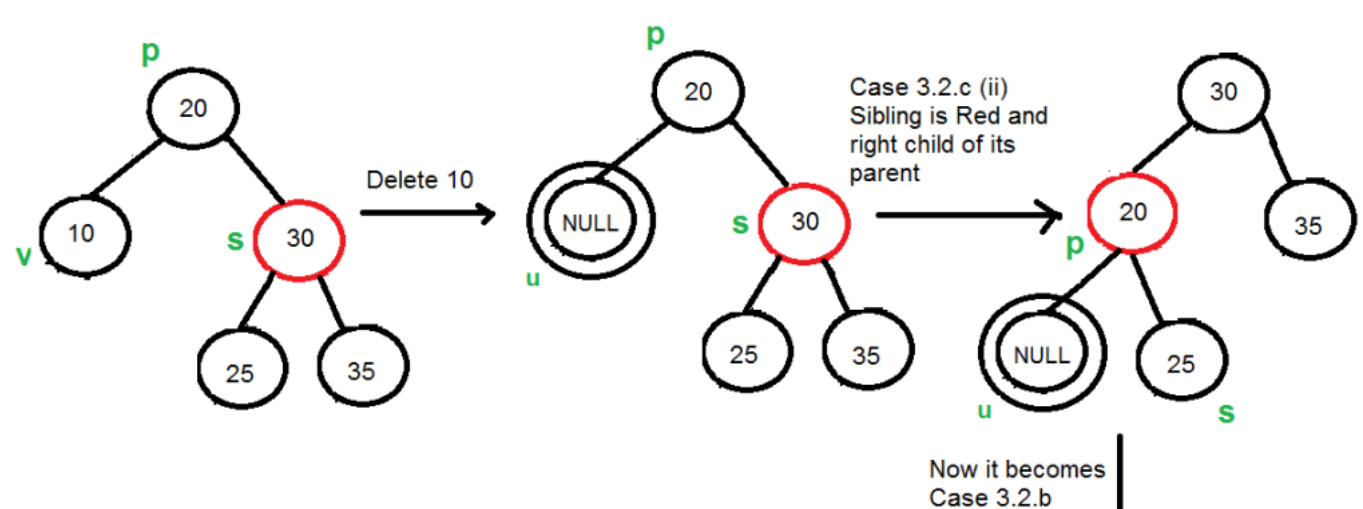 p
20
10
v
s
30
25
35
Delete 10
p
20
NULL
u
s
30
25
35
Case 3.2.c (ii)
Sibling is Red and
right child of its
parent
30
20
p
35
NULL
u
25
s
Now it becomes
Case 3.2.b